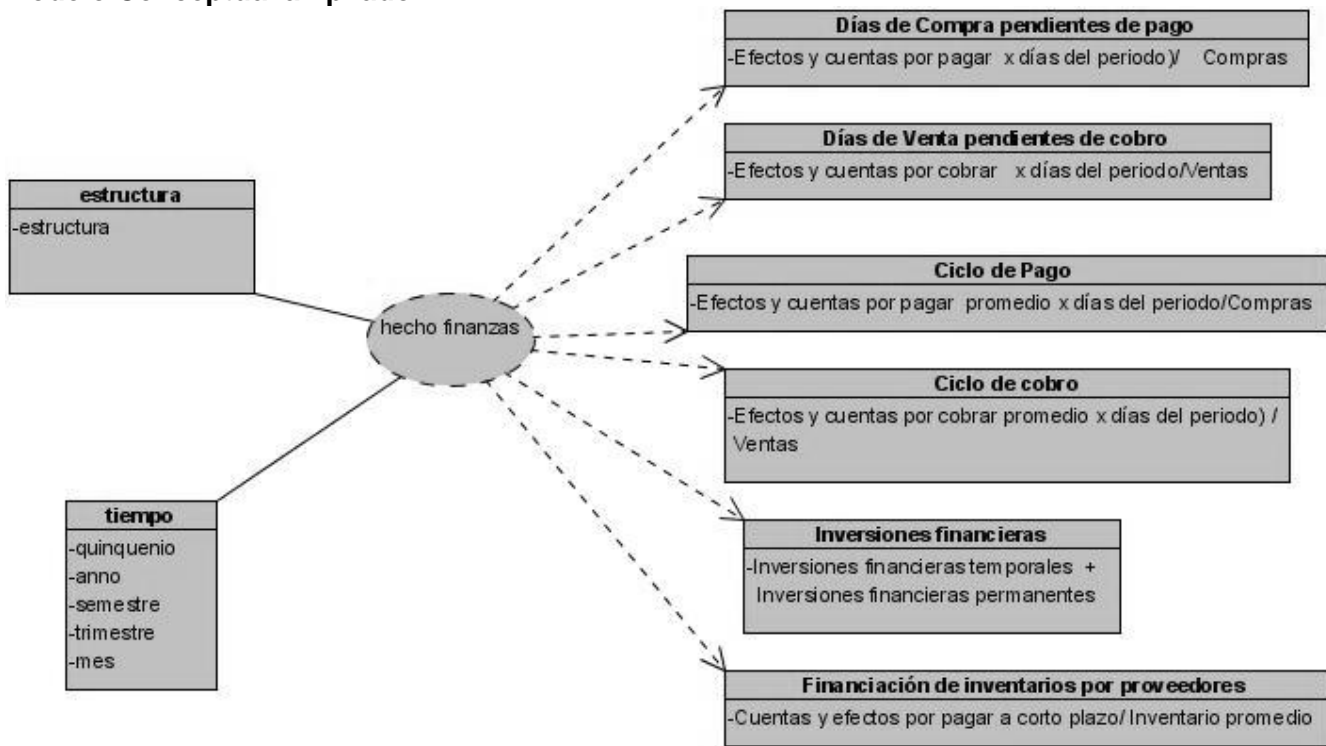 Días de Compra pendientes de pago
-Efectos y cuentas por pagar x días del periodo)/ Compras
Días de Venta pendientes de cobro
-Efectos y cuentas por cobrar x días del periodo/Ventas
estructura
-estructura
Ciclo de Pago
-Efectos y cuentas por pagar promedio x días del periodo/Compras
hecho finanzas
Ciclo de cobro
-Efectos y cuentas por cobrar promedio x días del periodo) /
Ventas
tiempo
-quinquenio
-anno
-semestre
-trimestre
-mes
Inversiones financieras
-Inversiones financieras temporales +
Inversiones financieras permanentes
Financiación de inventarios por proveedores
-Cuentas y efectos por pagar a corto plazo/ Inventario promedio